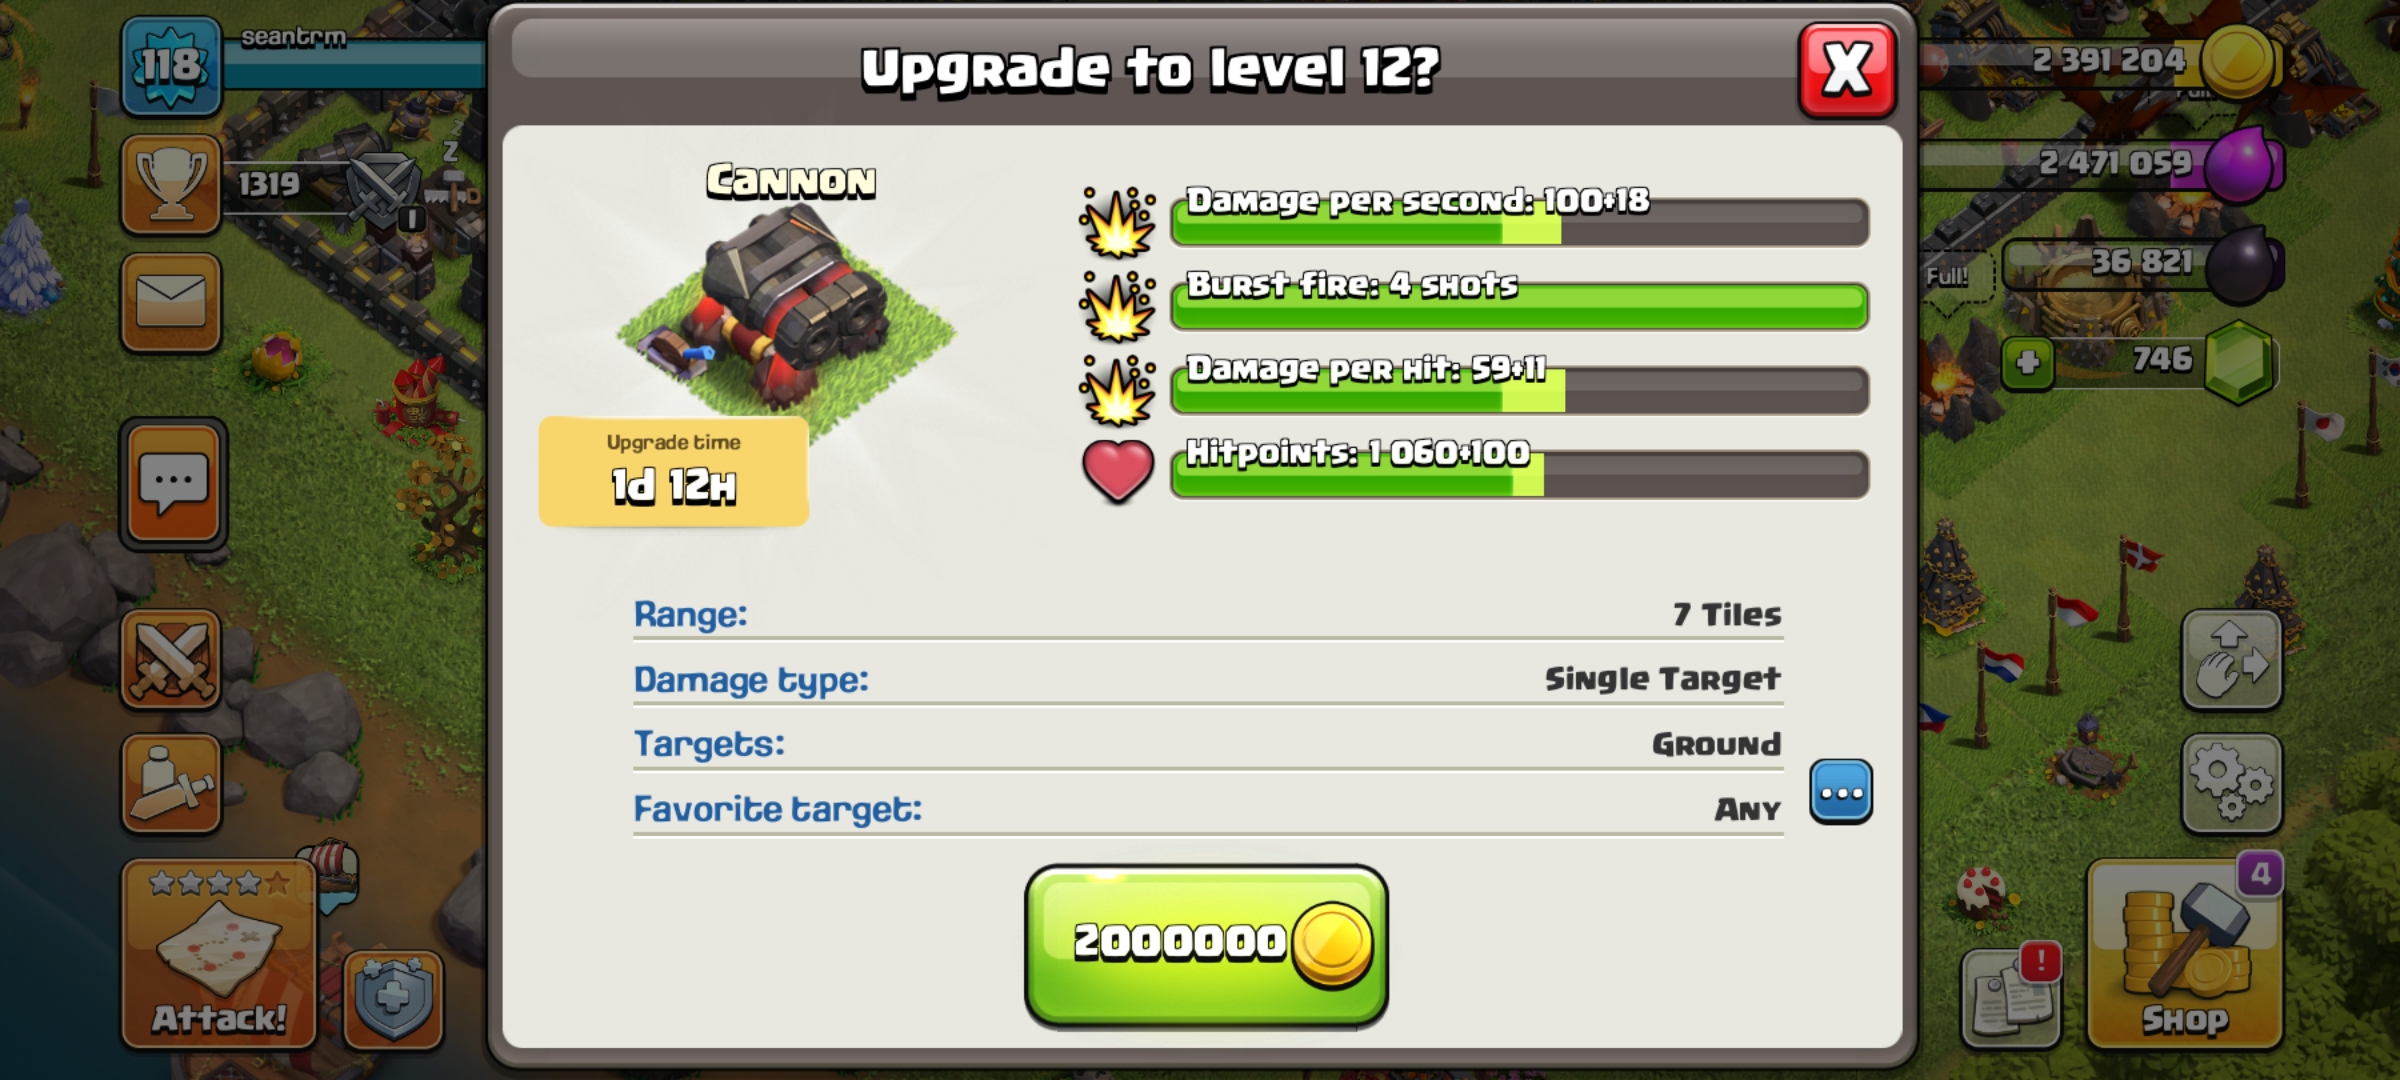 118
seantrm
1319
I
Attack!
Upgrade to level 12?
X
Cannon
Upgrade time
1d 12H
Damage per second: 100+18
Burst fire: 4 shots
Damage per hit: 59+11
Hitpoints: 1 060+100
Range: 7 Tiles
Damage type: Single Target
Targets: Ground
Favorite target: Any
2000000
2 391 204
2 471 059
36 821
Full!
746
4
!
Shop